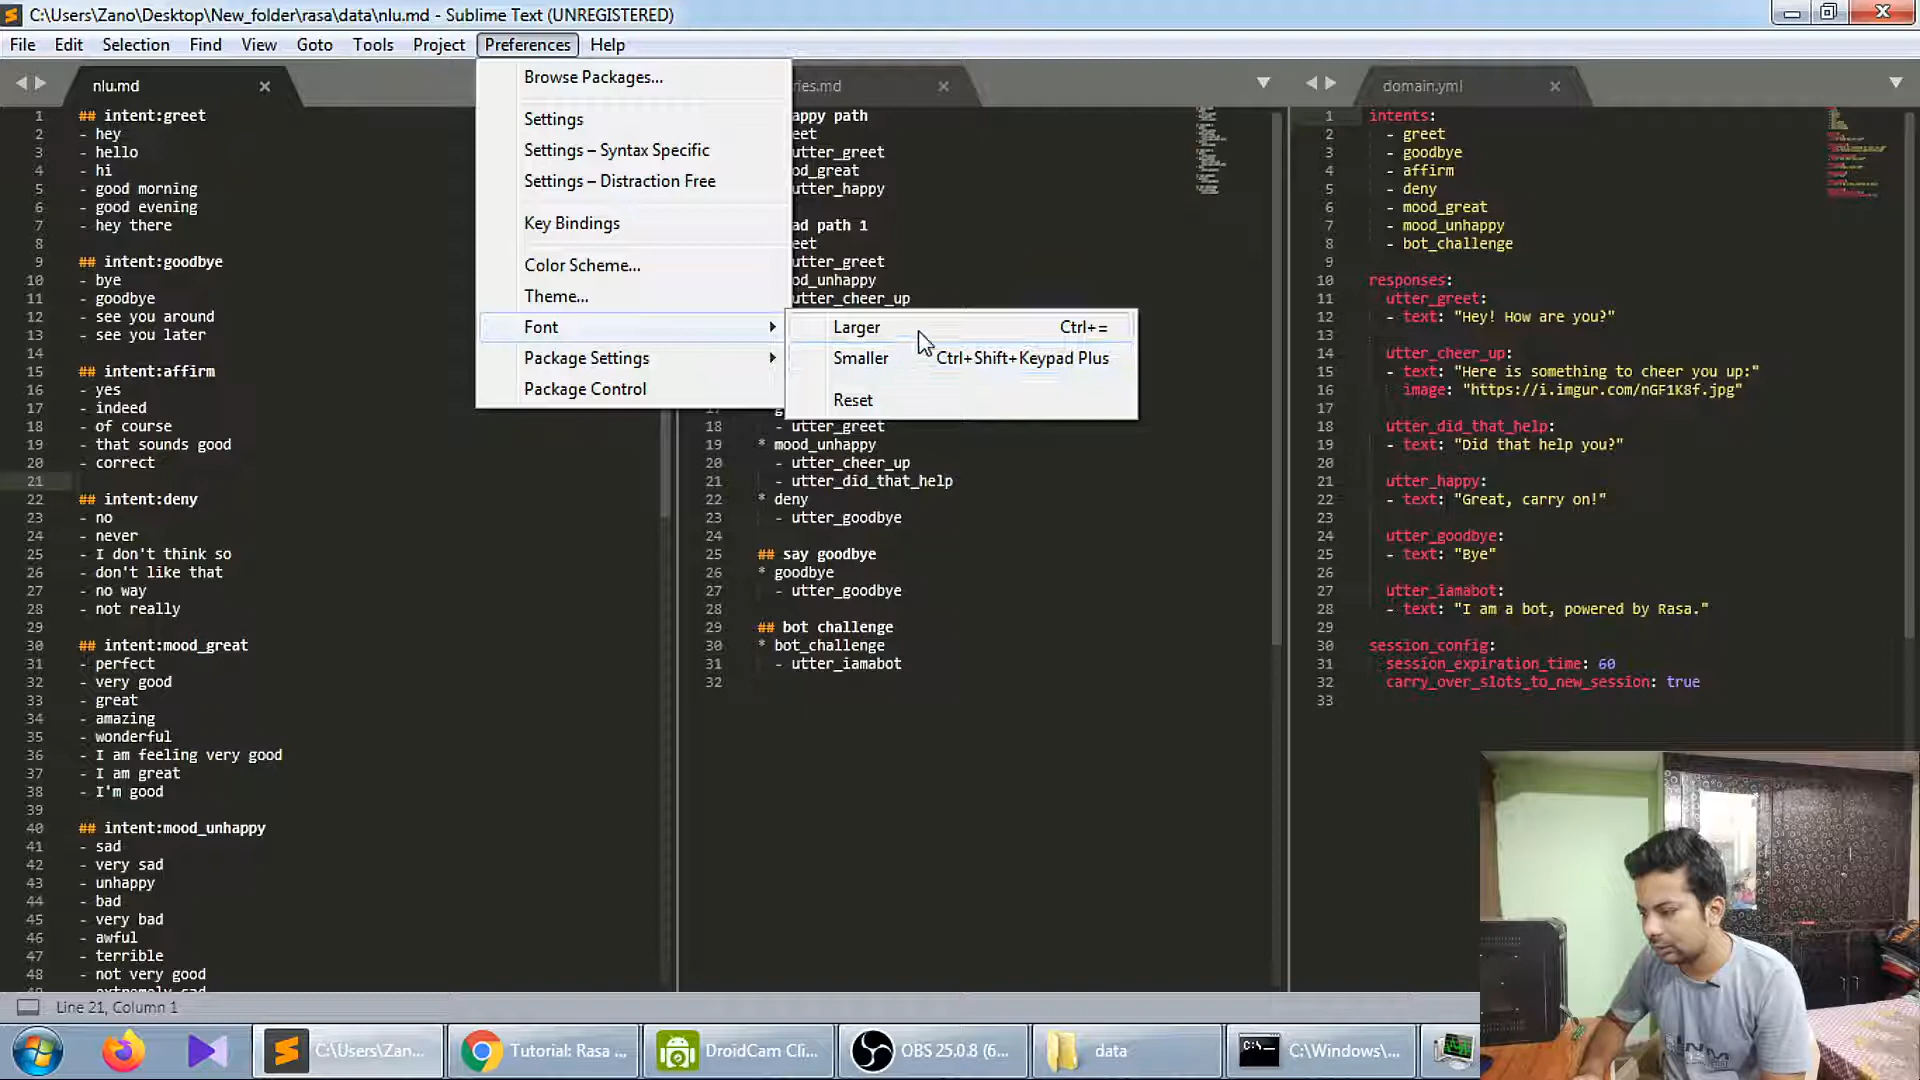 C:\Users\Zano\Desktop\New_folder\rasa\data\nlu.md - Sublime Text (UNREGISTERED)
File Edit Selection Find View Goto Tools Project Preferences Help
nlu.md
1 ## intent:greet
2 - hey
3 - hello
4 - hi
5 - good morning
6 - good evening
7 - hey there
8
9 ## intent:goodbye
10 - bye
11 - goodbye
12 - see you around
13 - see you later
14
15 ## intent:affirm
16 - yes
17 - indeed
18 - of course
19 - that sounds good
20 - correct
21
22 ## intent:deny
23 - no
24 - never
25 - I don't think so
26 - don't like that
27 - no way
28 - not really
29
30 ## intent:mood_great
31 - perfect
32 - very good
33 - great
34 - amazing
35 - wonderful
36 - I am feeling very good
37 - I am great
38 - I'm good
39
40 ## intent:mood_unhappy
41 - sad
42 - very sad
43 - unhappy
44 - bad
45 - very bad
46 - awful
47 - terrible
48 - not very good
Browse Packages...
Settings
Settings – Syntax Specific
Settings – Distraction Free
Key Bindings
Color Scheme...
Theme...
Font
Package Settings
Package Control
Larger Ctrl+=
Smaller Ctrl+Shift+Keypad Plus
Reset
ries.md
appy path
eet
utter_greet
od_great
utter_happy
ad path 1
eet
utter_greet
od_unhappy
utter_cheer_up
18 - utter_greet
19 * mood_unhappy
20 - utter_cheer_up
21 - utter_did_that_help
22 * deny
23 - utter_goodbye
24
25 ## say goodbye
26 * goodbye
27 - utter_goodbye
28
29 ## bot challenge
30 * bot_challenge
31 - utter_iamabot
32
domain.yml
1 intents:
2 - greet
3 - goodbye
4 - affirm
5 - deny
6 - mood_great
7 - mood_unhappy
8 - bot_challenge
9
10 responses:
11 utter_greet:
12 - text: "Hey! How are you?"
13
14 utter_cheer_up:
15 - text: "Here is something to cheer you up:"
16 image: "https://i.imgur.com/nGF1K8f.jpg"
17
18 utter_did_that_help:
19 - text: "Did that help you?"
20
21 utter_happy:
22 - text: "Great, carry on!"
23
24 utter_goodbye:
25 - text: "Bye"
26
27 utter_iamabot:
28 - text: "I am a bot, powered by Rasa."
29
30 session_config:
31 session_expiration_time: 60
32 carry_over_slots_to_new_session: true
33
Line 21, Column 1
C:\Users\Zan... Tutorial: Rasa ... DroidCam Cli... OBS 25.0.8 (6... data C:\Windows\...